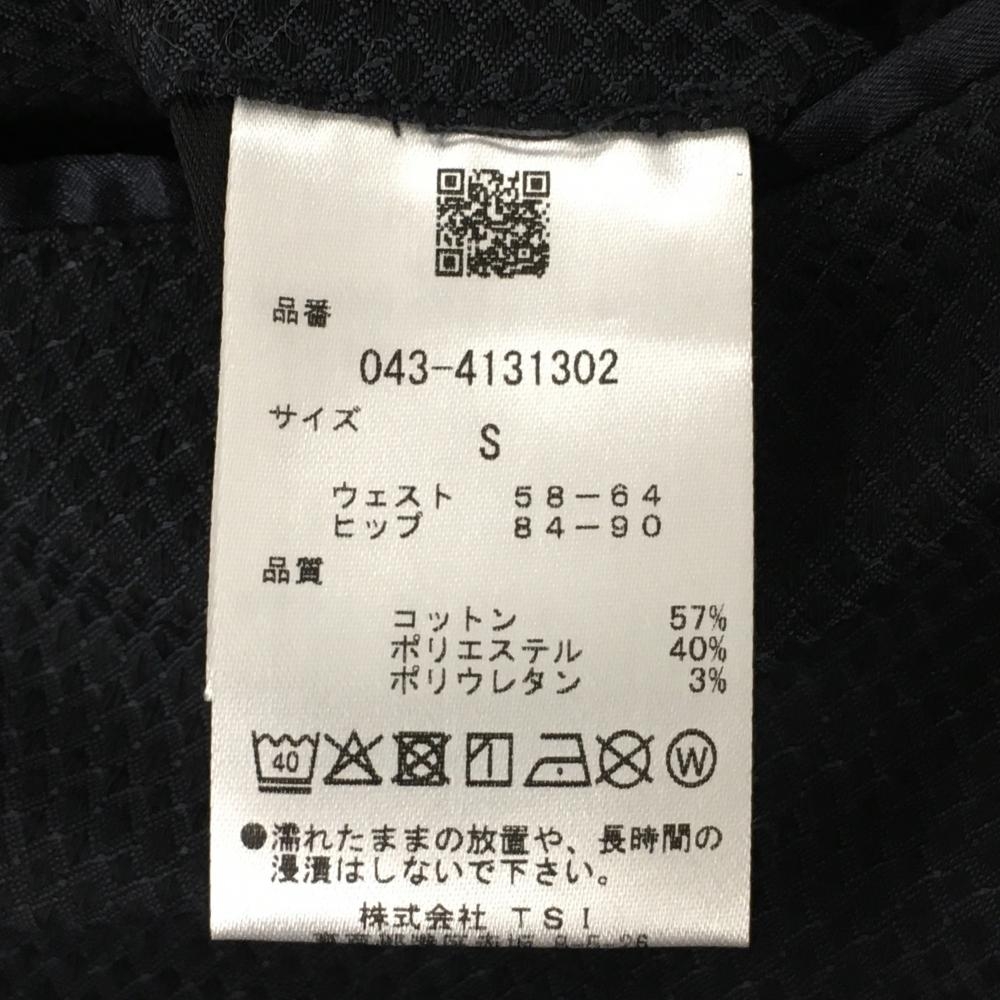 品番
043-4131302
サイズ
S
ウェスト 58-64
ヒップ 84-90
品質
コットン 57%
ポリエステル 40%
ポリウレタン 3%
40 W
●濡れたままの放置や、長時間の
浸漬はしないで下さい。
株式会社 TSI